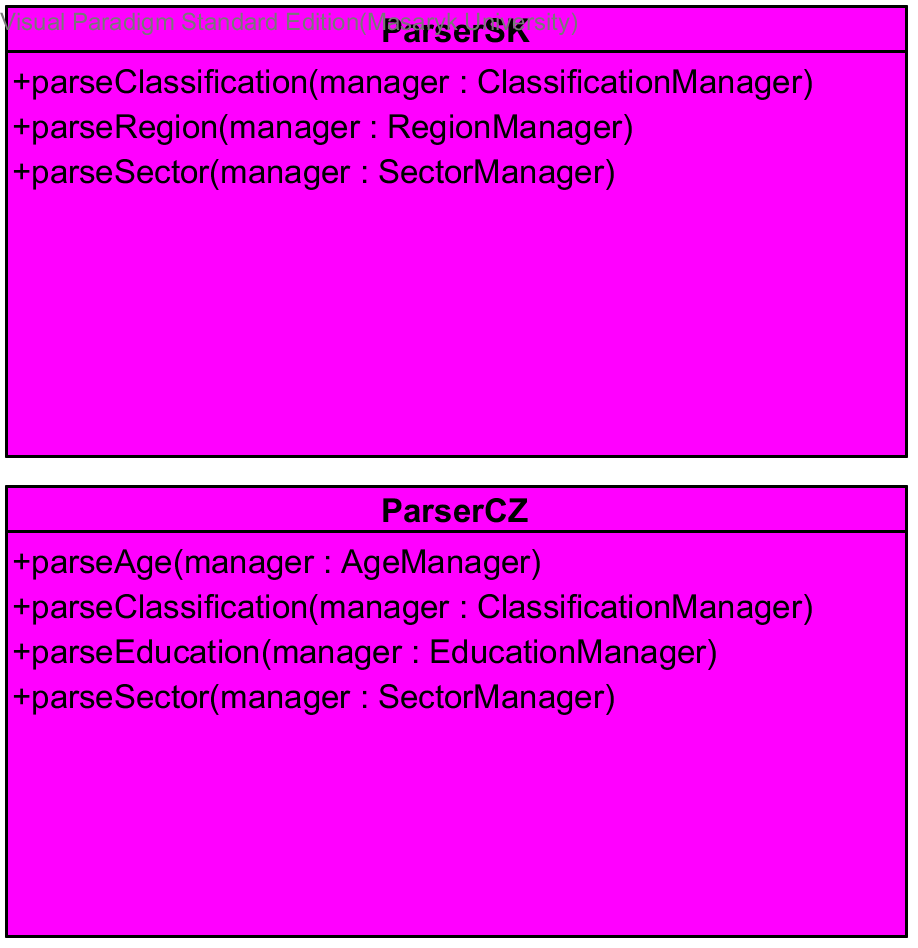 Visual Paradigm Standard Edition(Masaryk University)
ParserSK
+parseClassification(manager : ClassificationManager)
+parseRegion(manager : RegionManager)
+parseSector(manager : SectorManager)
ParserCZ
+parseAge(manager : AgeManager)
+parseClassification(manager : ClassificationManager)
+parseEducation(manager : EducationManager)
+parseSector(manager : SectorManager)